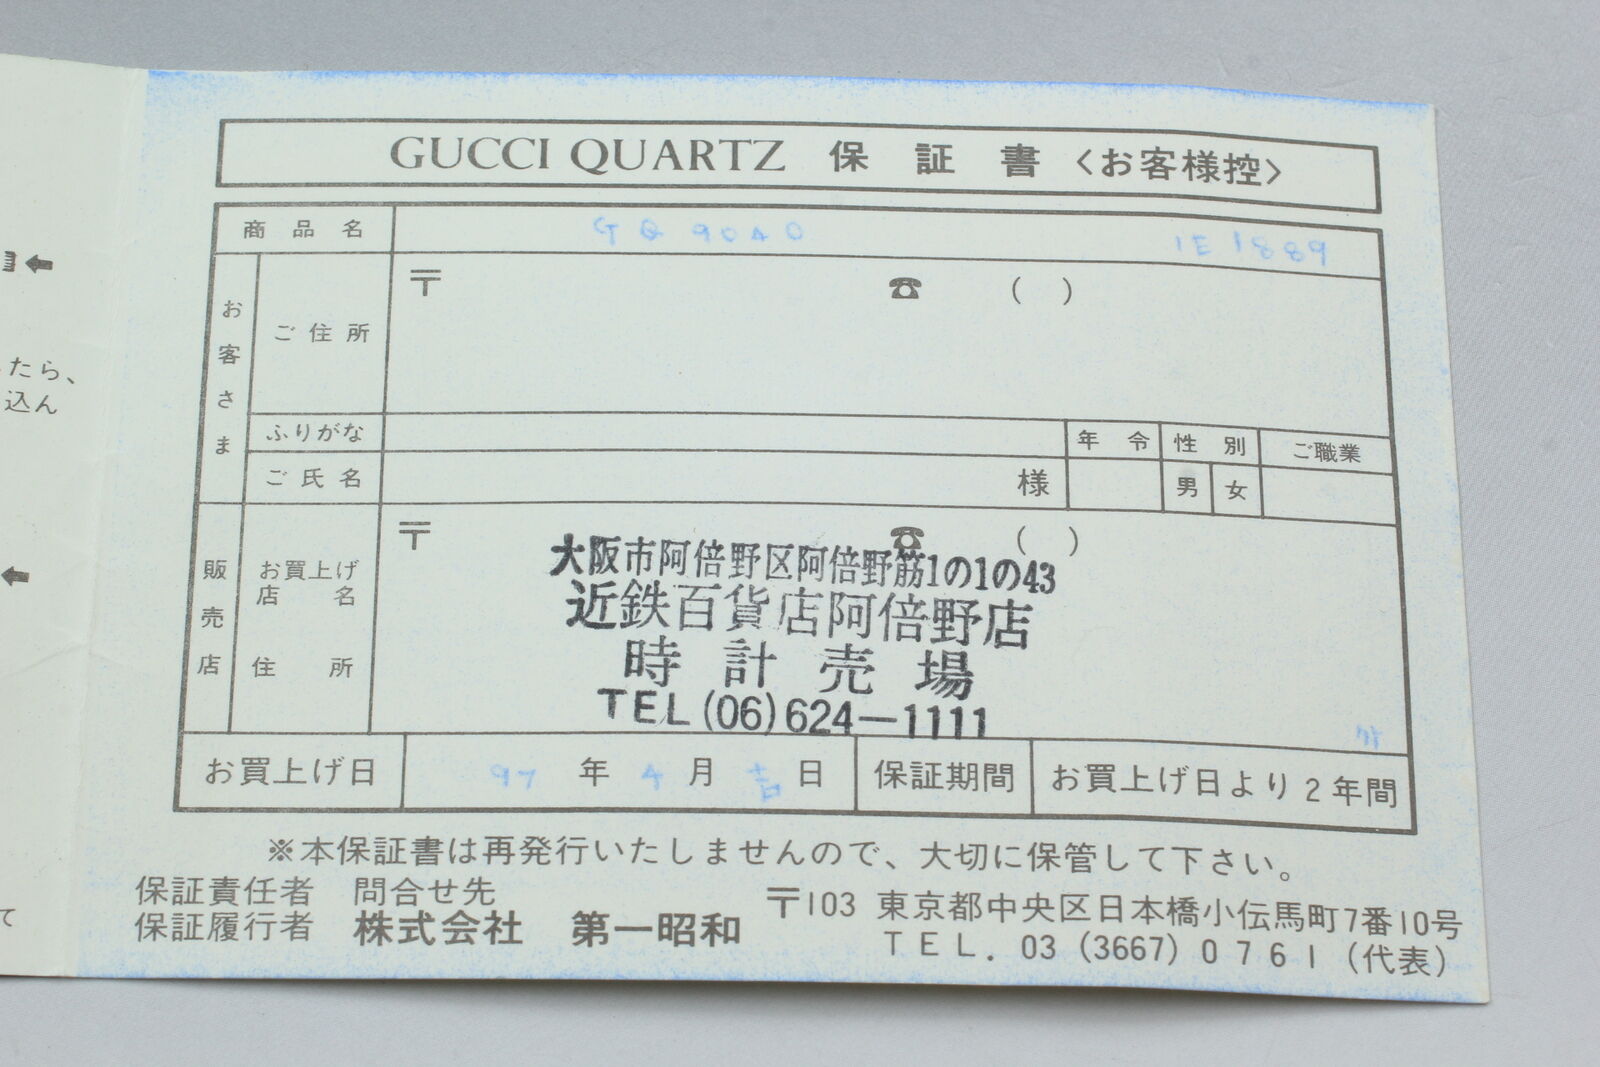 GUCCI QUARTZ 保証書 〈お客様控〉
商品名 GQ 9040 1E 1889
お客さま
ご住所 〒 ☎ ( )
ふりがな
年令 性別 ご職業
ご氏名 様 男 女
販売店
お買上げ店名
住所
〒 ☎ ( )
大阪市阿倍野区阿倍野筋1の1の43
近鉄百貨店阿倍野店
時計売場
TEL (06) 624-1111
お買上げ日 97年 4月 吉日 保証期間 お買上げ日より2年間
※本保証書は再発行いたしませんので、大切に保管して下さい。
保証責任者 問合せ先
保証履行者 株式会社 第一昭和
〒103 東京都中央区日本橋小伝馬町7番10号
TEL. 03 (3667) 0761 (代表)
たら、
込ん
て